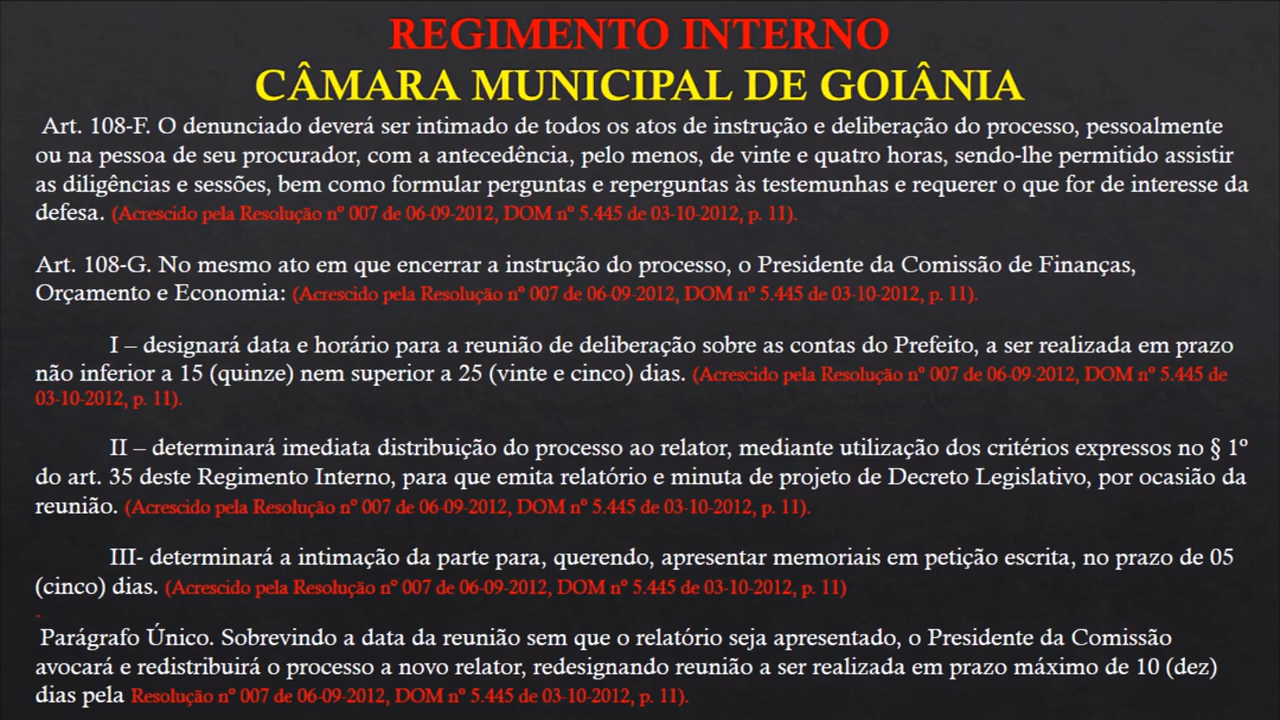 REGIMENTO INTERNO
CÂMARA MUNICIPAL DE GOIÂNIA
Art. 108-F. O denunciado deverá ser intimado de todos os atos de instrução e deliberação do processo, pessoalmente
ou na pessoa de seu procurador, com a antecedência, pelo menos, de vinte e quatro horas, sendo-lhe permitido assistir
as diligências e sessões, bem como formular perguntas e reperguntas às testemunhas e requerer o que for de interesse da
defesa. (Acrescido pela Resolução nº 007 de 06-09-2012, DOM nº 5.445 de 03-10-2012, p. 11).
Art. 108-G. No mesmo ato em que encerrar a instrução do processo, o Presidente da Comissão de Finanças,
Orçamento e Economia: (Acrescido pela Resolução nº 007 de 06-09-2012, DOM nº 5.445 de 03-10-2012, p. 11).
I – designará data e horário para a reunião de deliberação sobre as contas do Prefeito, a ser realizada em prazo
não inferior a 15 (quinze) nem superior a 25 (vinte e cinco) dias. (Acrescido pela Resolução nº 007 de 06-09-2012, DOM nº 5.445 de
03-10-2012, p. 11).
II – determinará imediata distribuição do processo ao relator, mediante utilização dos critérios expressos no § 1º
do art. 35 deste Regimento Interno, para que emita relatório e minuta de projeto de Decreto Legislativo, por ocasião da
reunião. (Acrescido pela Resolução nº 007 de 06-09-2012, DOM nº 5.445 de 03-10-2012, p. 11).
III- determinará a intimação da parte para, querendo, apresentar memoriais em petição escrita, no prazo de 05
(cinco) dias. (Acrescido pela Resolução nº 007 de 06-09-2012, DOM nº 5.445 de 03-10-2012, p. 11)
.
Parágrafo Único. Sobrevindo a data da reunião sem que o relatório seja apresentado, o Presidente da Comissão
avocará e redistribuirá o processo a novo relator, redesignando reunião a ser realizada em prazo máximo de 10 (dez)
dias pela Resolução nº 007 de 06-09-2012, DOM nº 5.445 de 03-10-2012, p. 11).